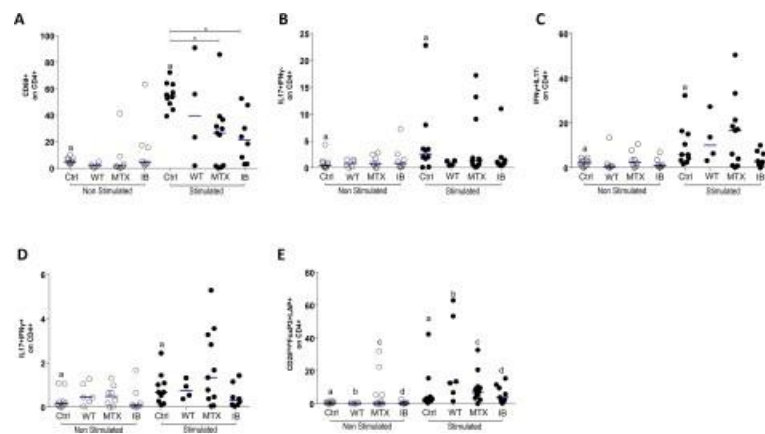 A
CD69+
on CD4+
100
80
60
40
20
0
*
*
a
a
Ctrl WT MTX IB Ctrl WT MTX IB
Non Stimulated Stimulated
B
IL17+IFNγ-
on CD4+
25
20
15
10
5
0
a
a
Ctrl WT MTX IB Ctrl WT MTX IB
Non Stimulated Stimulated
C
IFNγ+IL17-
on CD4+
60
40
20
0
a
a
Ctrl WT MTX IB Ctrl WT MTX IB
Non Stimulated Stimulated
D
IL17+IFNγ+
on CD4+
6
4
2
0
a
a
Ctrl WT MTX IB Ctrl WT MTX IB
Non Stimulated Stimulated
E
on CD4+
80
60
40
20
0
a b c d a b c d
Ctrl WT MTX IB Ctrl WT MTX IB
Non Stimulated Stimulated